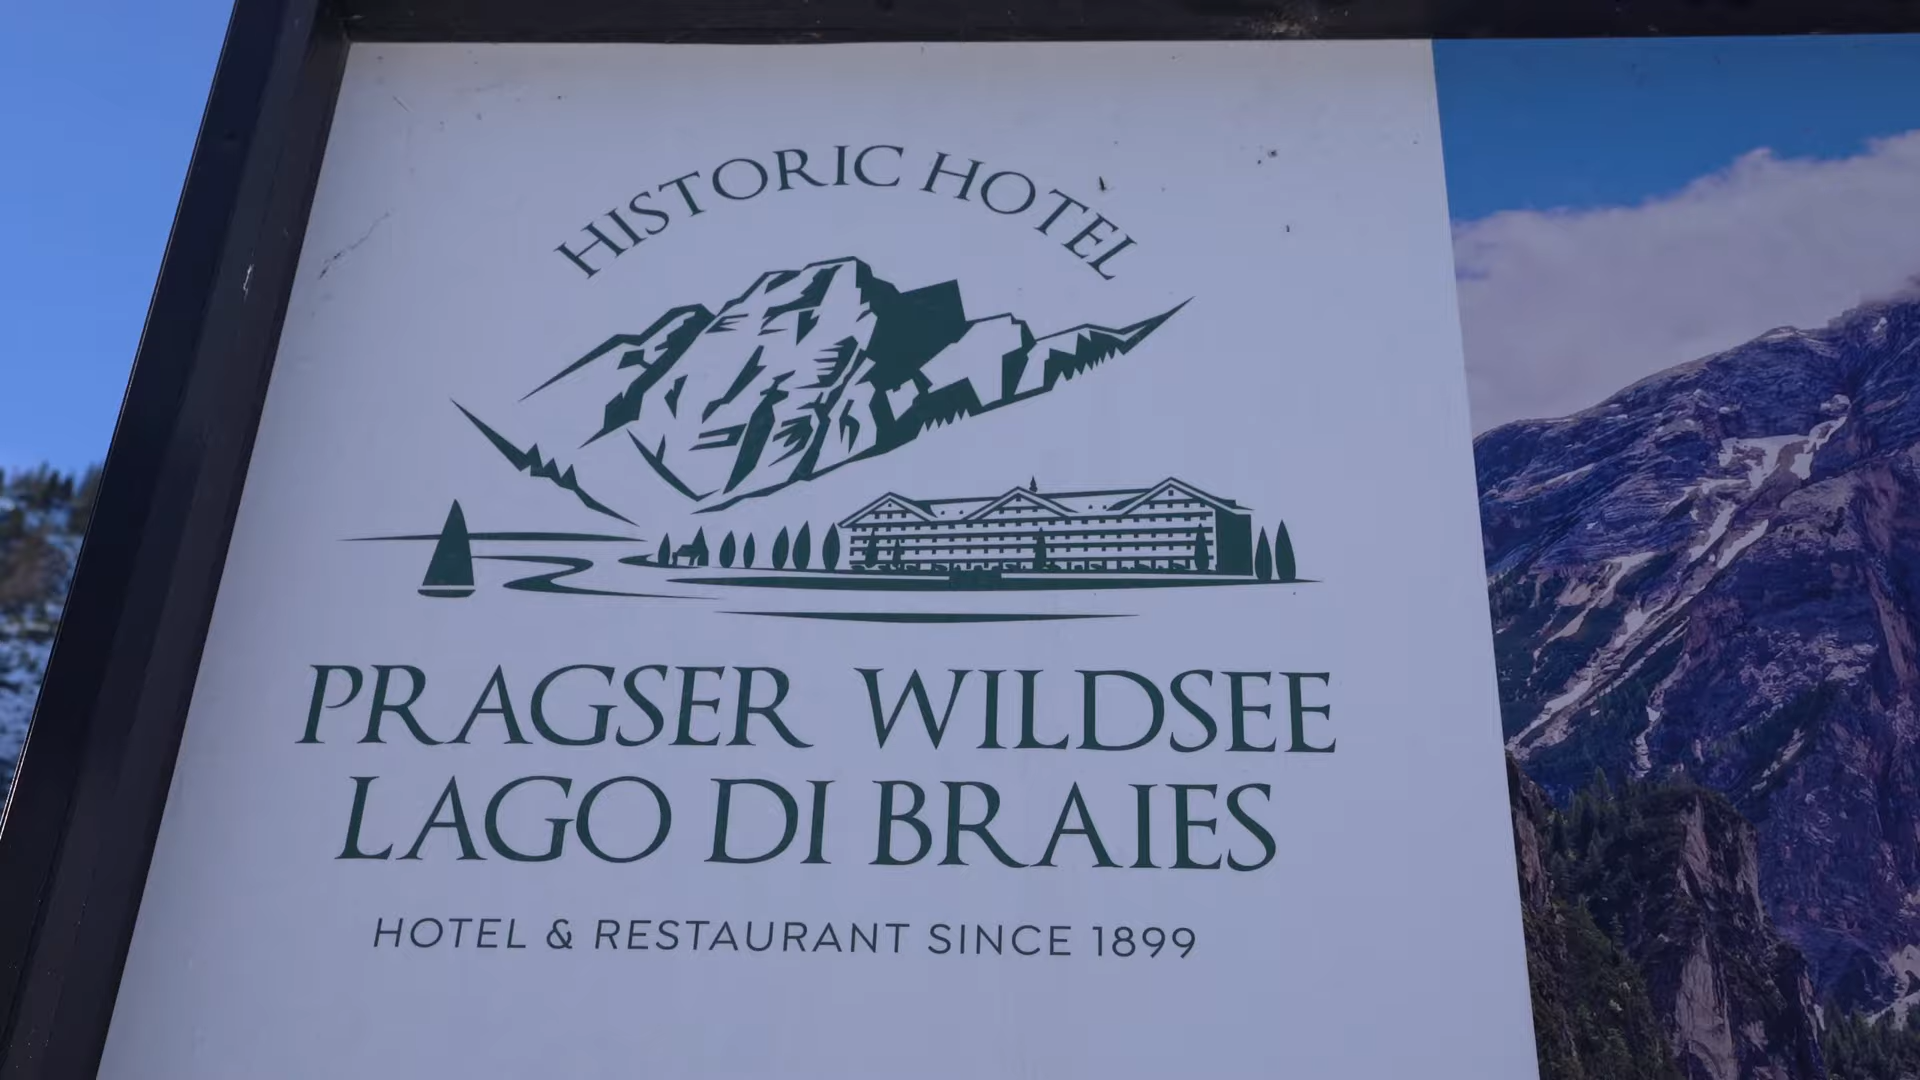 HISTORIC HOTEL
PRAGSER WILDSEE
LAGO DI BRAIES
HOTEL & RESTAURANT SINCE 1899